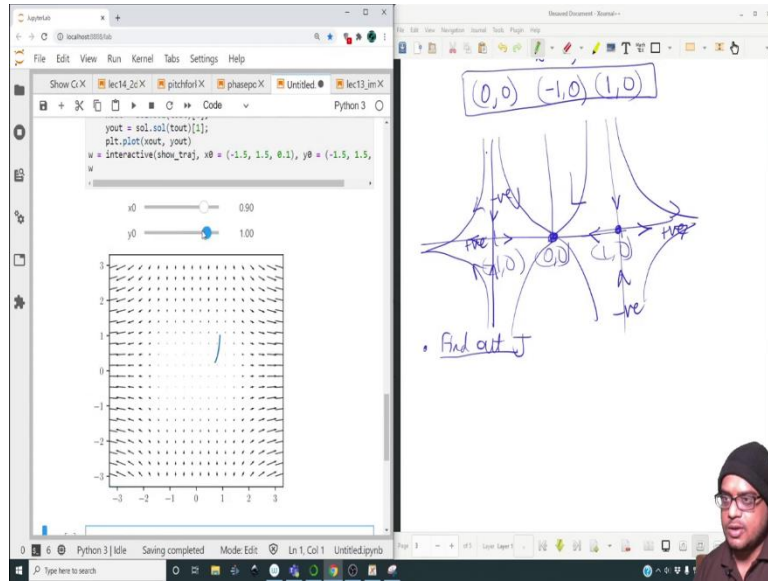 JupyterLab
localhost:8888/lab
File Edit View Run Kernel Tabs Settings Help
Show Co lec14_2d pitchforl phasepo Untitled. lec13_im
Code Python 3
yout = sol.sol(tout)[1];
plt.plot(xout, yout)
w = interactive(show_traj, x0 = (-1.5, 1.5, 0.1), y0 = (-1.5, 1.5,
w
x0 0.90
y0 1.00
3
2
1
0
−1
−2
−3
−3 −2 −1 0 1 2 3
0 6 Python 3 | Idle Saving completed Mode: Edit Ln 1, Col 1 Untitled.ipynb
Type here to search
Unsaved Document - Xournal++
File Edit View Navigation Journal Tools Plugin Help
(0,0) (-1,0) (1,0)
-ve
+ve +ve
(-1,0) (0,0) (1,0)
-ve
• Find out J
Layer Layer 1